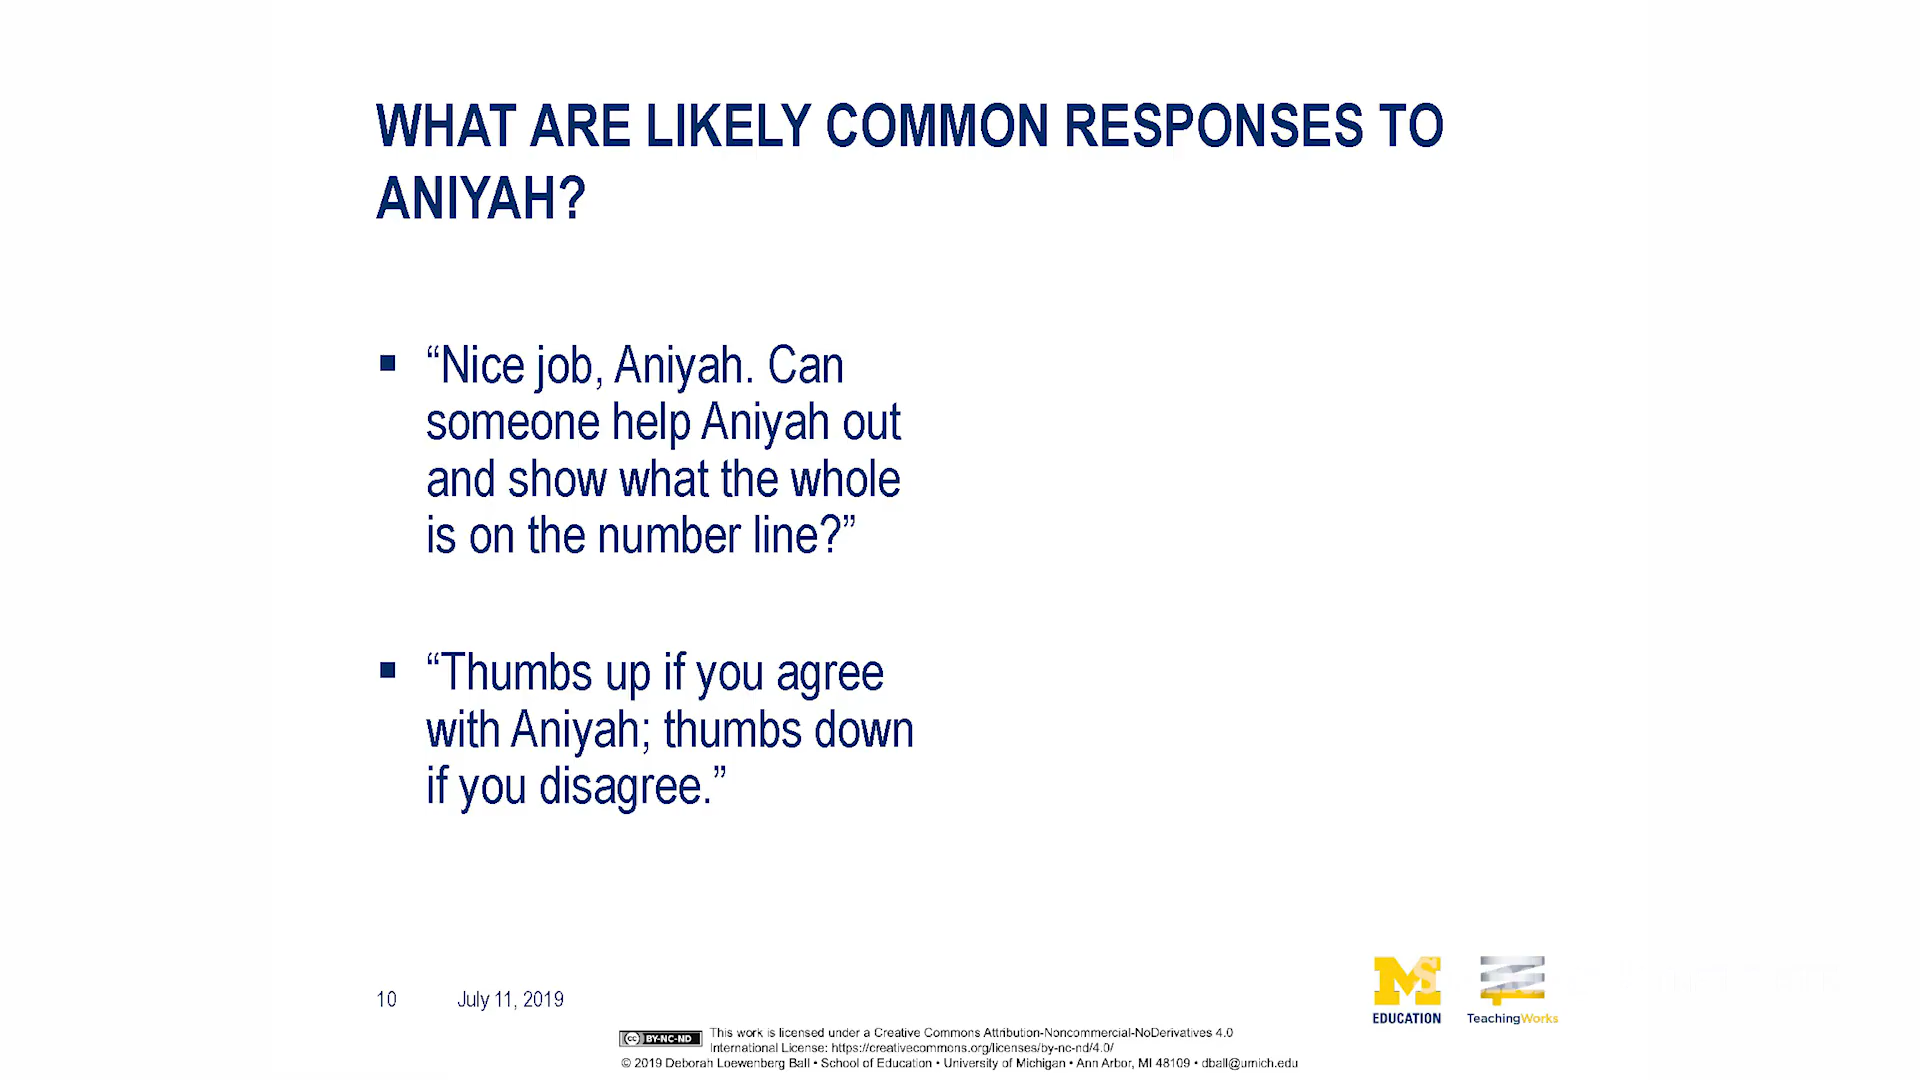 WHAT ARE LIKELY COMMON RESPONSES TO
ANIYAH?
▪ “Nice job, Aniyah. Can
someone help Aniyah out
and show what the whole
is on the number line?”
▪ “Thumbs up if you agree
with Aniyah; thumbs down
if you disagree.”
10 July 11, 2019
EDUCATION
TeachingWorks
BY-NC-ND
This work is licensed under a Creative Commons Attribution-Noncommercial-NoDerivatives 4.0
International License: https://creativecommons.org/licenses/by-nc-nd/4.0/
© 2019 Deborah Loewenberg Ball • School of Education • University of Michigan • Ann Arbor, MI 48109 • dball@umich.edu